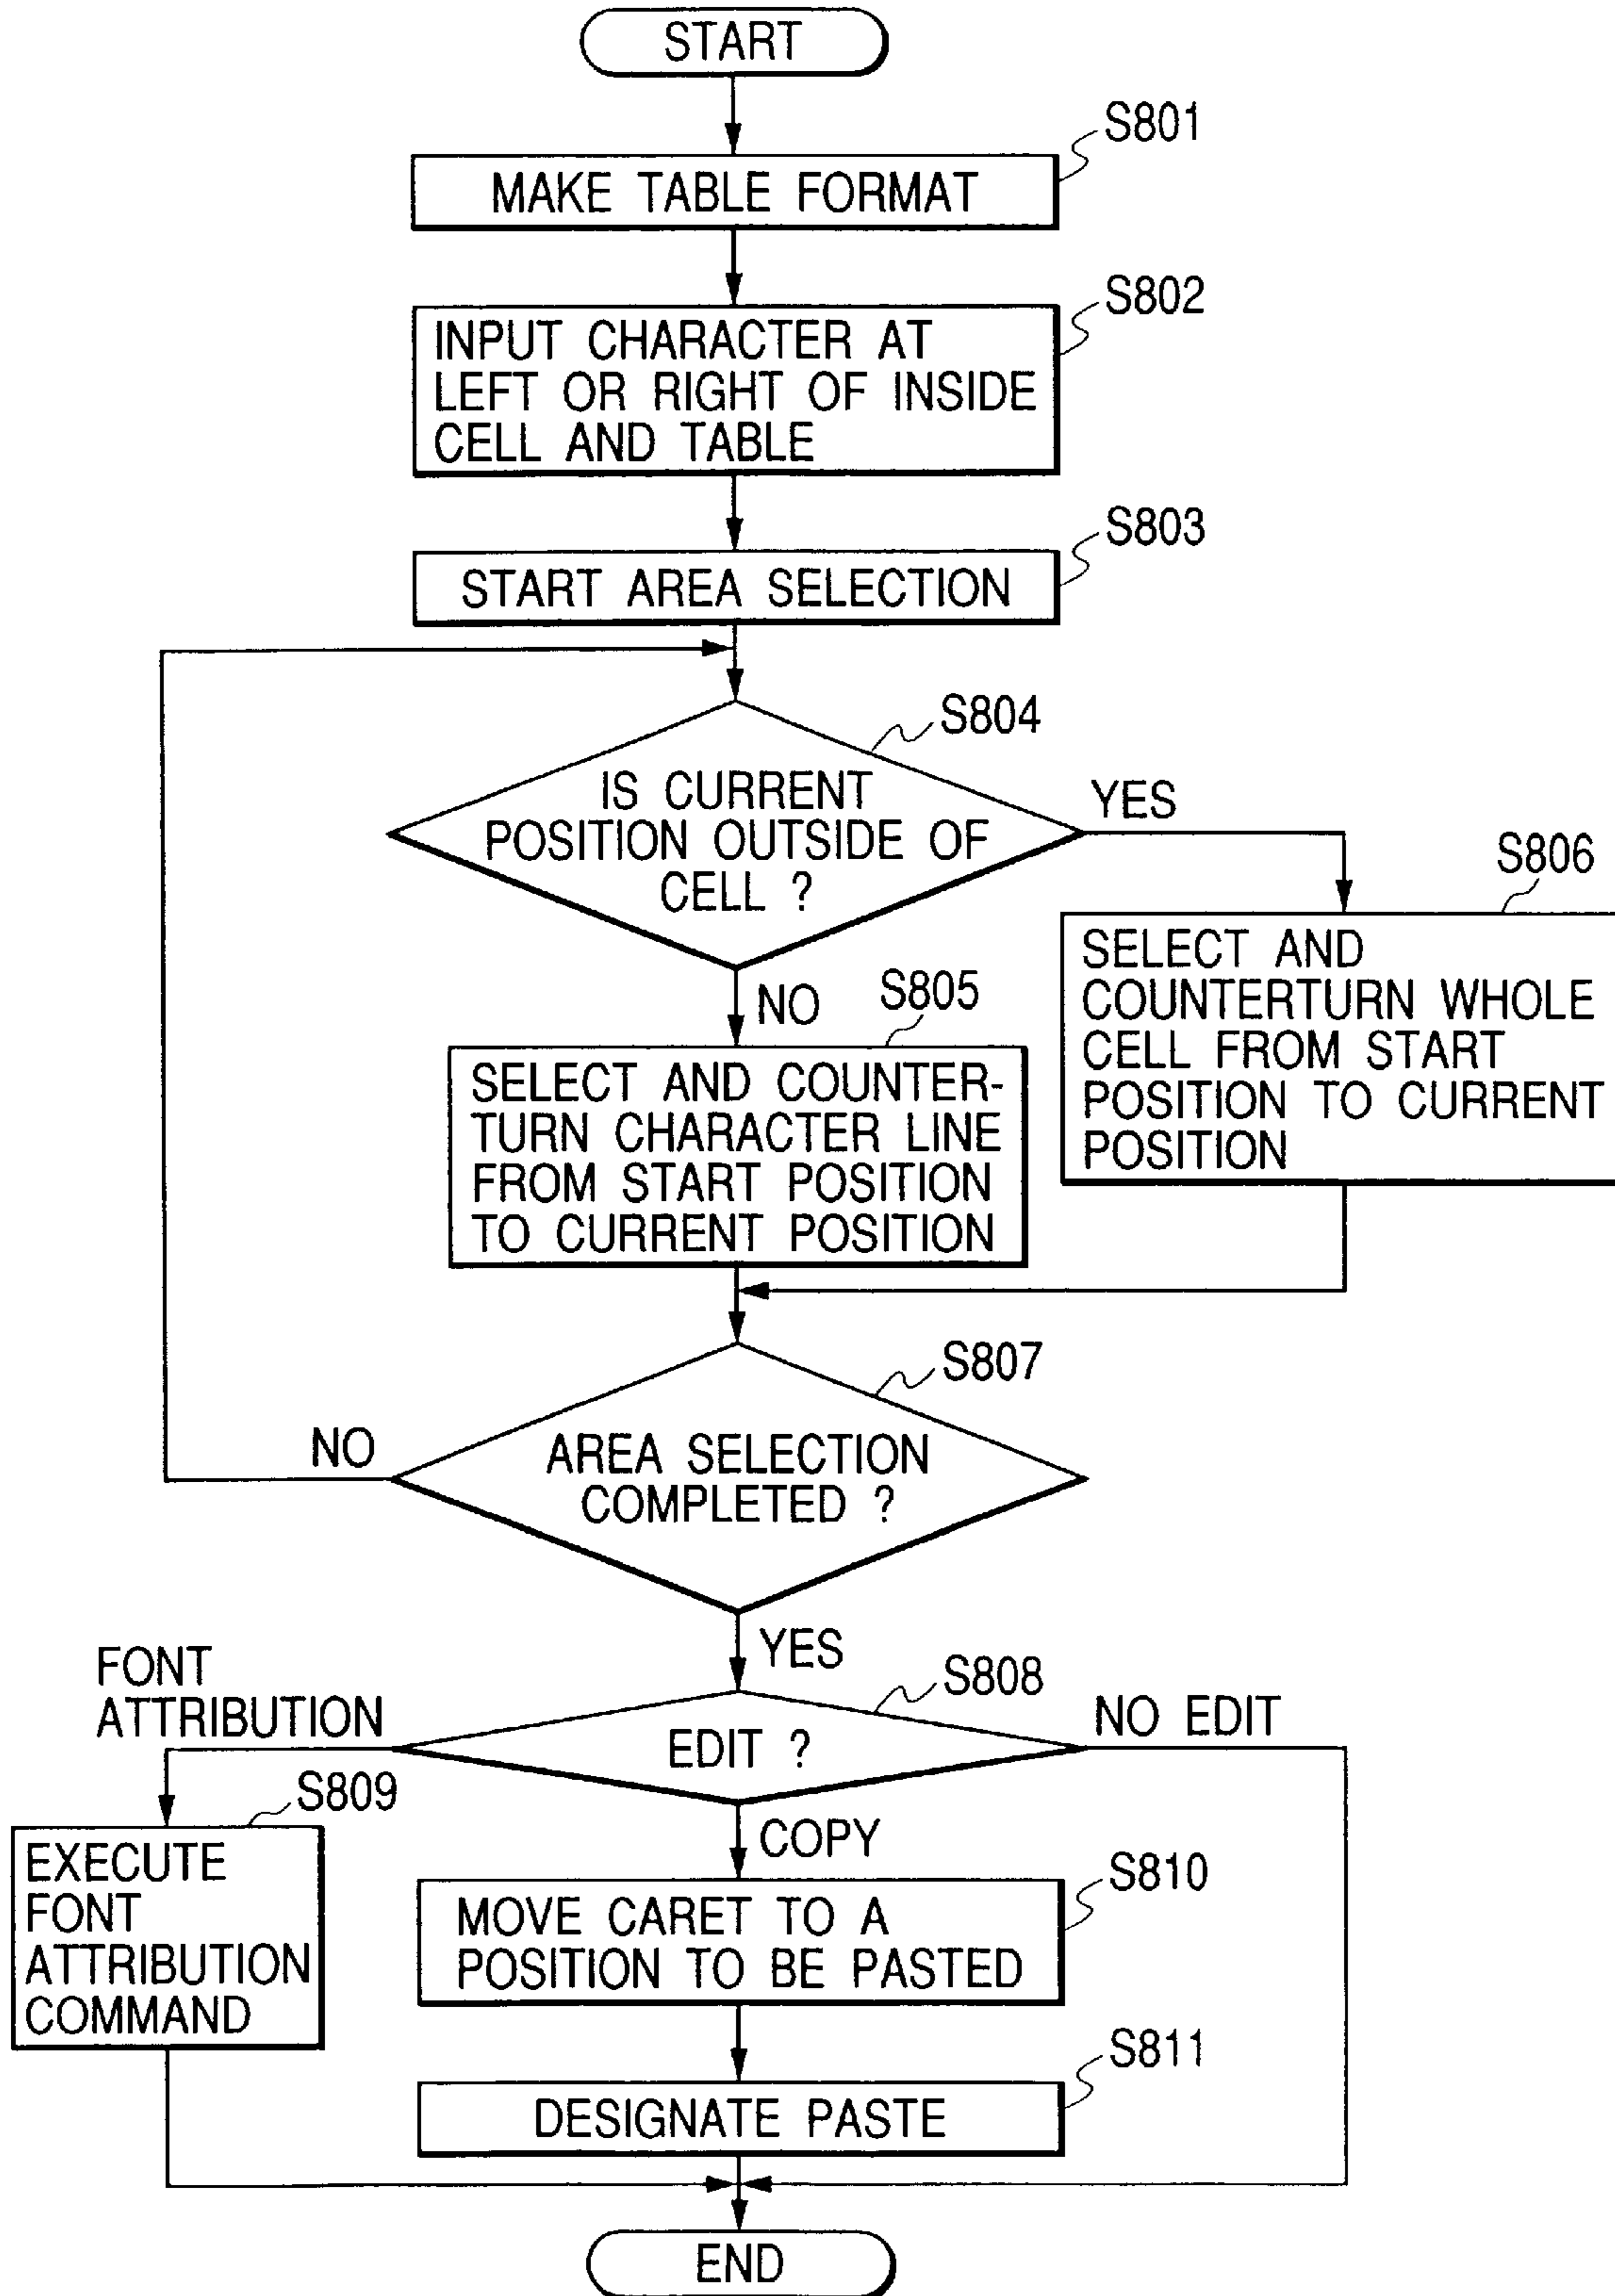 START
S801
MAKE TABLE FORMAT
S802
INPUT CHARACTER AT
LEFT OR RIGHT OF INSIDE
CELL AND TABLE
S803
START AREA SELECTION
S804
IS CURRENT
POSITION OUTSIDE OF
CELL ?
YES
S806
SELECT AND
COUNTERTURN WHOLE
CELL FROM START
POSITION TO CURRENT
POSITION
NO
S805
SELECT AND COUNTER-
TURN CHARACTER LINE
FROM START POSITION
TO CURRENT POSITION
S807
AREA SELECTION
COMPLETED ?
NO
YES
S808
EDIT ?
FONT
ATTRIBUTION
NO EDIT
S809
EXECUTE
FONT
ATTRIBUTION
COMMAND
COPY
S810
MOVE CARET TO A
POSITION TO BE PASTED
S811
DESIGNATE PASTE
END